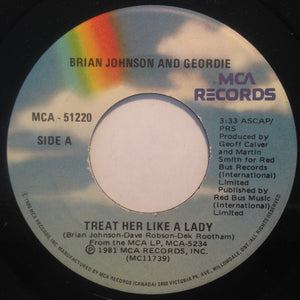 BRIAN JOHNSON AND GEORDIE
MCA RECORDS
MCA - 51220
SIDE A
3:33 ASCAP/
PRS
Produced by
Geoff Calver
and Martin
Smith for Red
Bus Records
(International)
Limited
Published by
Red Bus Music
(International)
Limited
TREAT HER LIKE A LADY
(Brian Johnson-Dave Robbon-Dek Rootham)
From the MCA LP, MCA-5234
℗ 1981 MCA RECORDS, INC.
(MC11739)